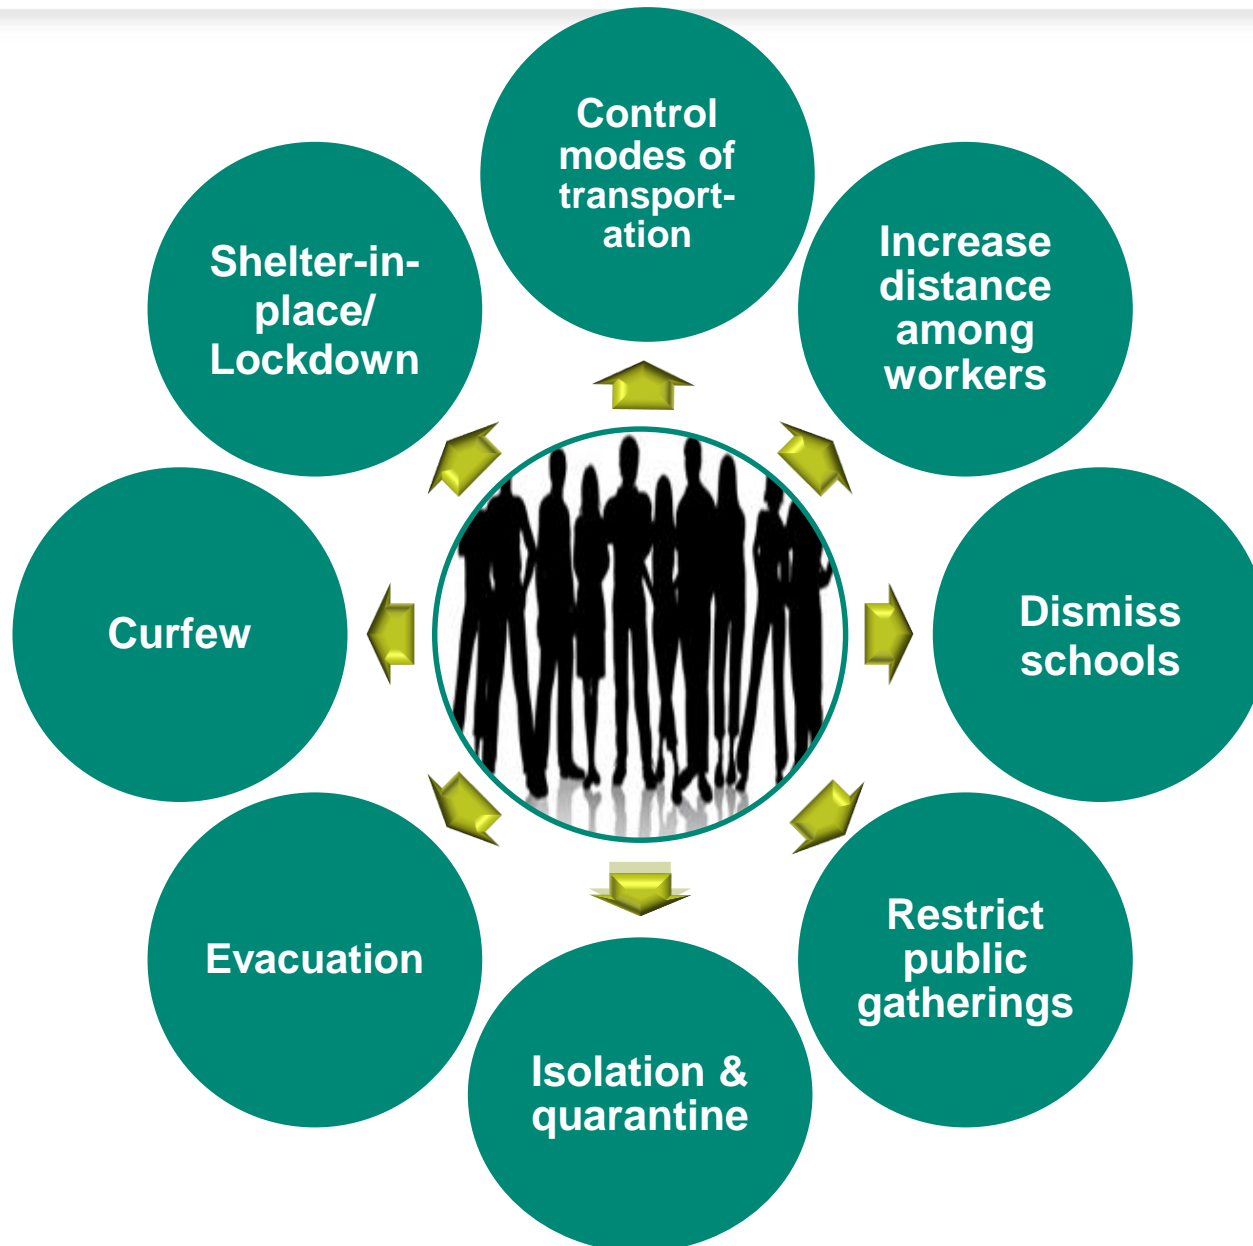 Control
modes of
transport-
ation
Increase
distance
among
workers
Dismiss
schools
Restrict
public
gatherings
Isolation &
quarantine
Evacuation
Curfew
Shelter-in-
place/
Lockdown